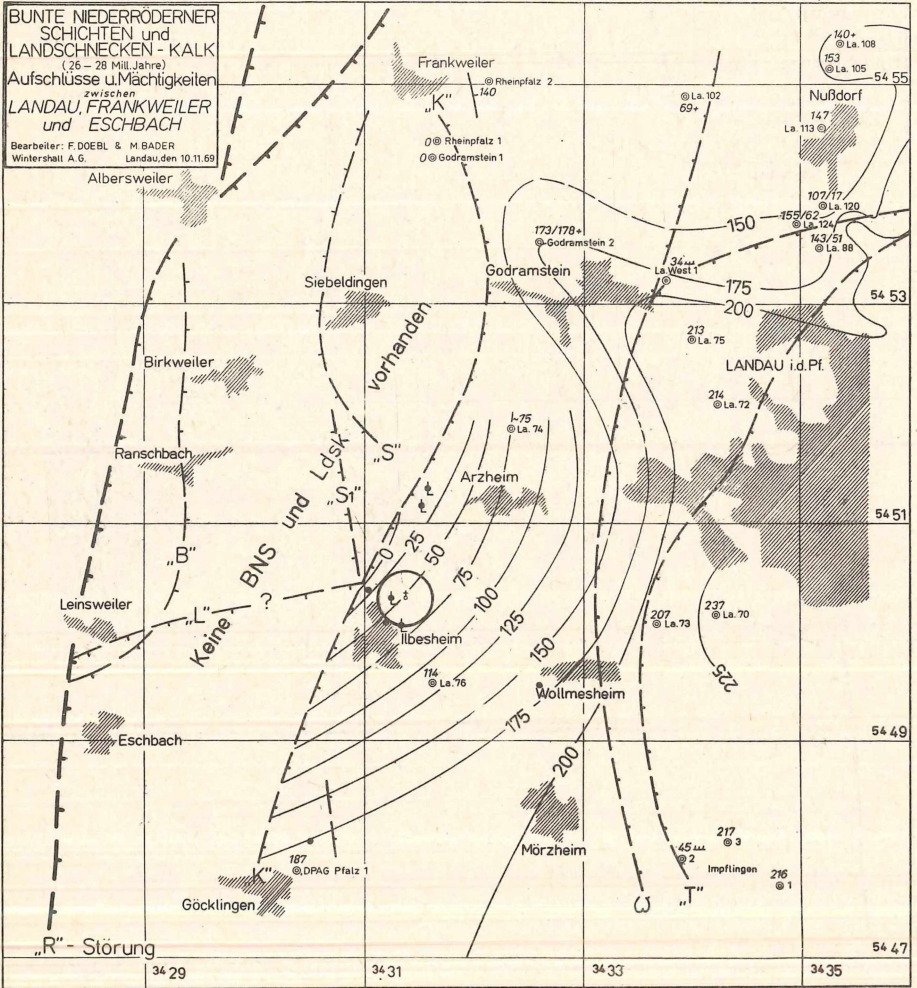 BUNTE NIEDERRÖDERNER
SCHICHTEN und
LANDSCHNECKEN - KALK
(26 – 28 Mill. Jahre)
Aufschlüsse u. Mächtigkeiten
zwischen
LANDAU, FRANKWEILER
und ESCHBACH
Bearbeiter: F. DOEBL & M. BADER
Wintershall A.G. Landau, den 10.11.69
140+
La. 108
153
La. 105
54 55
Frankweiler
Rheinpfalz 2
140
„K"
La. 102
69+
Nußdorf
147
La. 113
0 Rheinpfalz 1
0 Godramstein 1
Albersweiler
107/17
La. 120
155/62
La. 124
143/51
La. 88
150
173/178+
Godramstein 2
34
La. West 1
Godramstein
175
200
54 53
Siebeldingen
vorhanden
213
La. 75
LANDAU i.d.Pf.
Birkweiler
214
La. 72
~75
La. 74
„S"
Ranschbach
Ldsk
Arzheim
„S1"
und
54 51
„B"
BNS
0
25
50
75
100
125
150
175
200
225
„L"
?
Keine
Leinsweiler
Ilbesheim
207
La. 73
237
La. 70
114
La. 76
Wollmesheim
Eschbach
54 49
Mörzheim
217
3
45
2
Impflingen
216
1
187
DPAG Pfalz 1
„K"
Göcklingen
ω
„T"
„R" - Störung
54 47
34 29
34 31
34 33
34 35